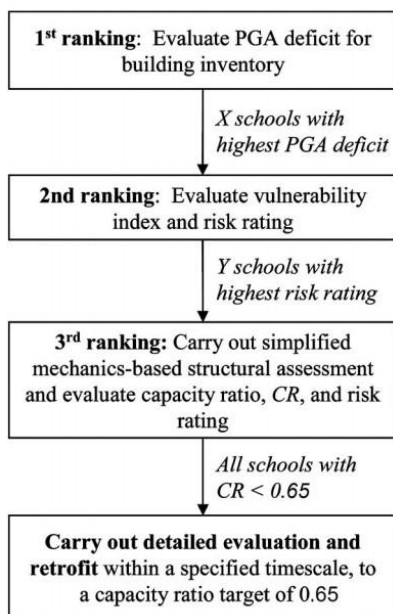 1st ranking: Evaluate PGA deficit for
building inventory
X schools with
highest PGA deficit
2nd ranking: Evaluate vulnerability
index and risk rating
Y schools with
highest risk rating
3rd ranking: Carry out simplified
mechanics-based structural assessment
and evaluate capacity ratio, CR, and risk
rating
All schools with
CR < 0.65
Carry out detailed evaluation and
retrofit within a specified timescale, to
a capacity ratio target of 0.65